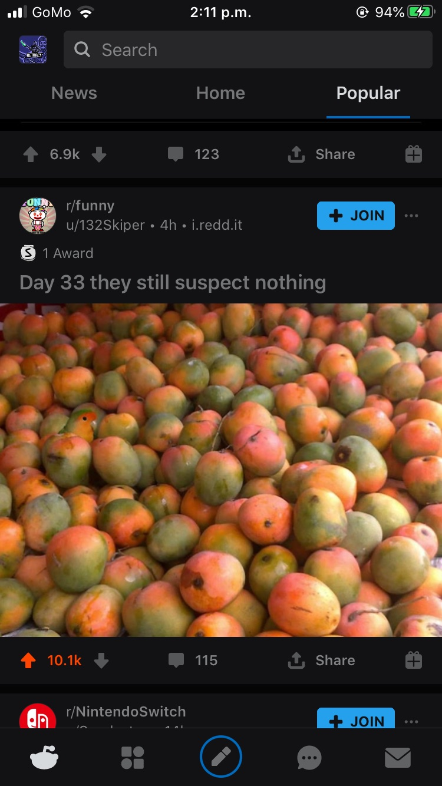 GoMo
2:11 p.m.
94%
Search
News
Home
Popular
6.9k
123
Share
r/funny
u/132Skiper • 4h • i.redd.it
JOIN
1 Award
Day 33 they still suspect nothing
10.1k
115
Share
r/NintendoSwitch
JOIN